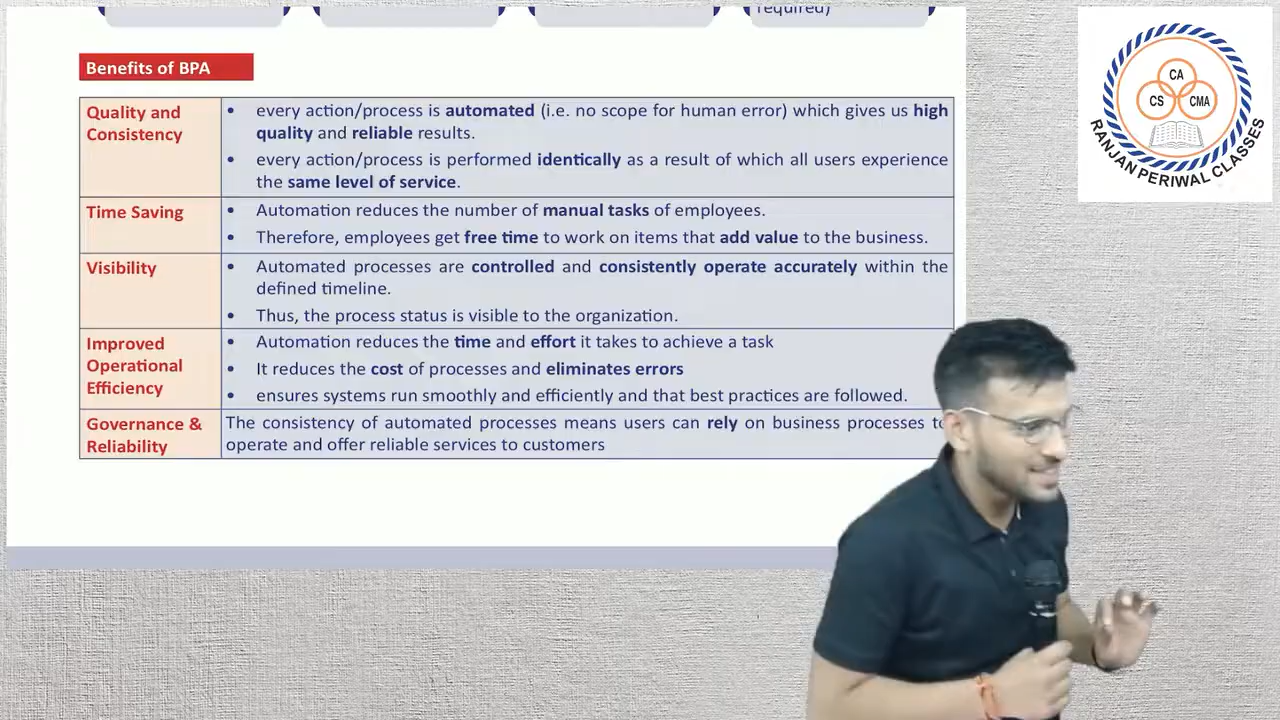 required)
Benefits of BPA
Quality and Consistency
• every action/process is automated (i.e. no scope for human error) which gives us high
quality and reliable results.
• every action/process is performed identically as a result of which all users experience
the same level of service.
Time Saving
• Automation reduces the number of manual tasks of employees.
• Therefore, employees get free time to work on items that add value to the business.
Visibility
• Automated processes are controlled and consistently operate accurately within the
defined timeline.
• Thus, the process status is visible to the organization.
Improved
Operational
Efficiency
• Automation reduces the time and effort it takes to achieve a task
• It reduces the cost of processes and eliminates errors
• ensures systems run smoothly and efficiently and that best practices are followed.
Governance &
Reliability
The consistency of automated processes means users can rely on business processes to
operate and offer reliable services to customers
CA
CS
CMA
RANJAN PERIWAL CLASSES